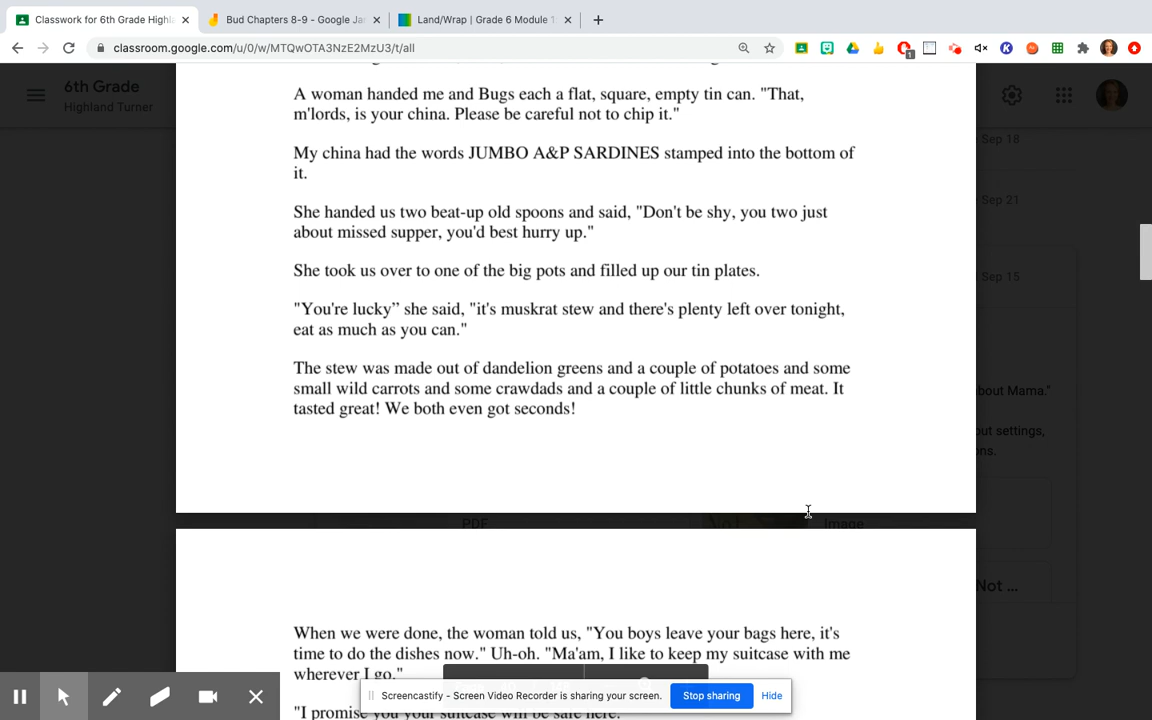 Classwork for 6th Grade Highl
Bud Chapters 8-9 - Google Ja
Land/Wrap | Grade 6 Module 1
classroom.google.com/u/0/w/MTQwOTA3NzE2MzU3/t/all
6th Grade
Highland Turner
Sep 18
Sep 21
Sep 15
A woman handed me and Bugs each a flat, square, empty tin can. "That,
m'lords, is your china. Please be careful not to chip it."
My china had the words JUMBO A&P SARDINES stamped into the bottom of
it.
She handed us two beat-up old spoons and said, "Don't be shy, you two just
about missed supper, you'd best hurry up."
She took us over to one of the big pots and filled up our tin plates.
"You're lucky” she said, "it's muskrat stew and there's plenty left over tonight,
eat as much as you can."
The stew was made out of dandelion greens and a couple of potatoes and some
small wild carrots and some crawdads and a couple of little chunks of meat. It
tasted great! We both even got seconds!
bout Mama."
out settings,
ns.
PDF
Image
Not ...
When we were done, the woman told us, "You boys leave your bags here, it's
time to do the dishes now." Uh-oh. "Ma'am, I like to keep my suitcase with me
wherever I go."
"I promise you your suitcase will be safe here.
Screencastify - Screen Video Recorder is sharing your screen.
Stop sharing
Hide